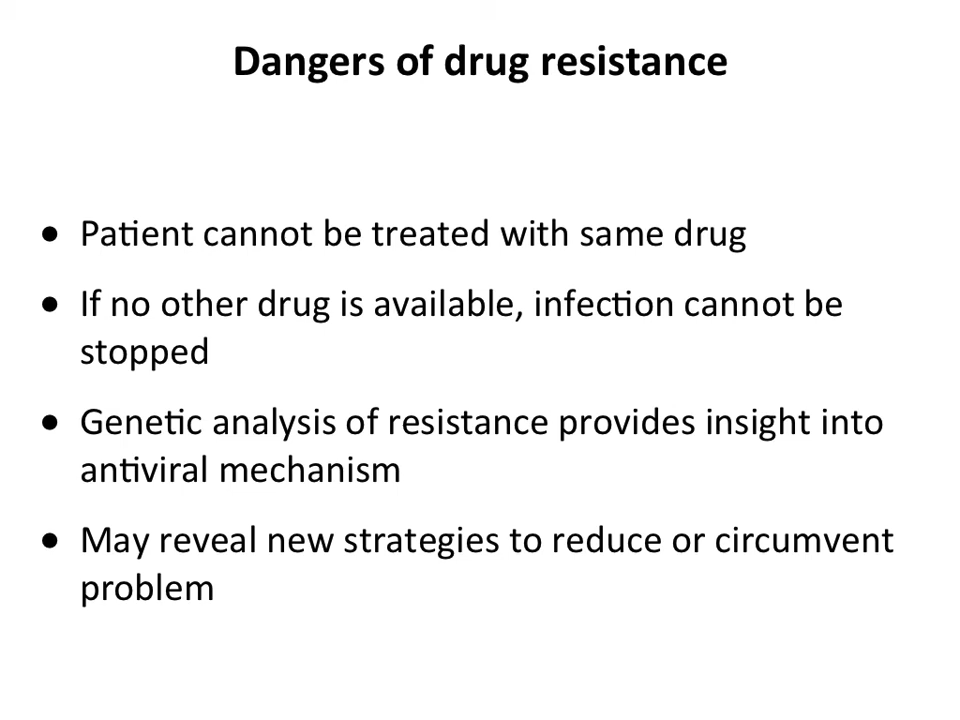 Dangers of drug resistance
● Patient cannot be treated with same drug
● If no other drug is available, infection cannot be
stopped
● Genetic analysis of resistance provides insight into
antiviral mechanism
● May reveal new strategies to reduce or circumvent
problem